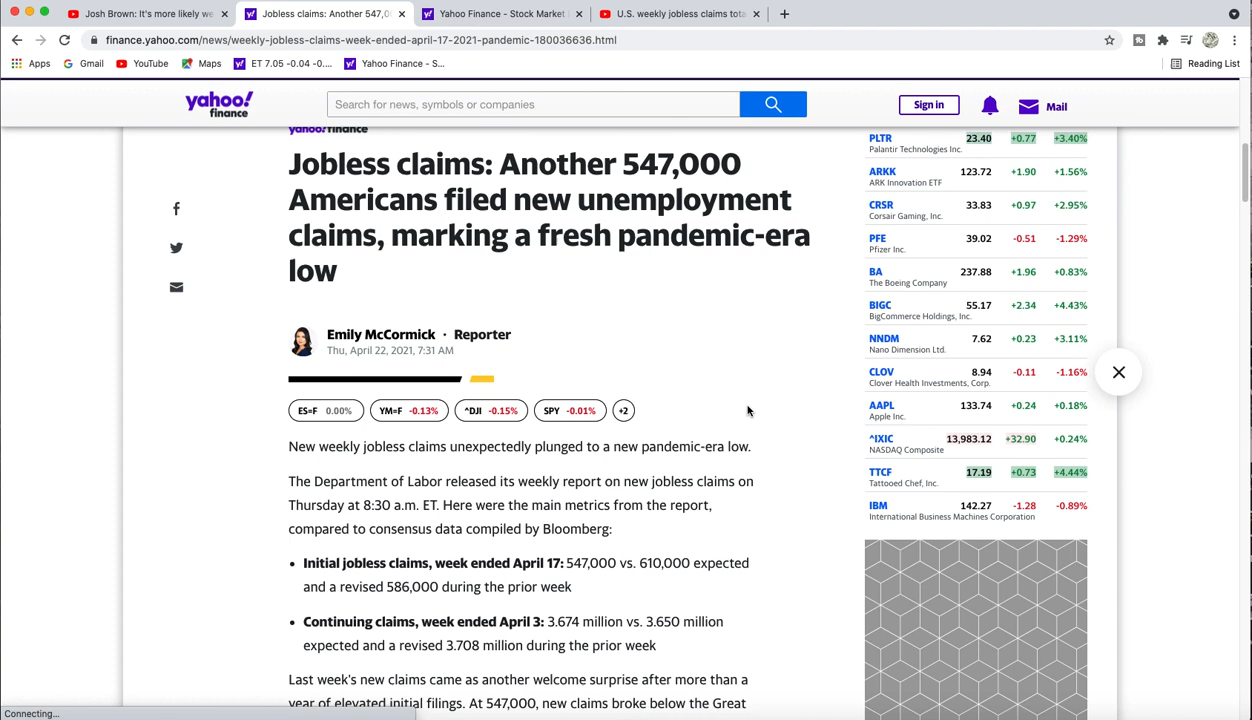 Josh Brown: It's more likely we
Jobless claims: Another 547,0
Yahoo Finance - Stock Market
U.S. weekly jobless claims tota
finance.yahoo.com/news/weekly-jobless-claims-week-ended-april-17-2021-pandemic-180036636.html
Apps Gmail YouTube Maps ET 7.05 -0.04 -0.... Yahoo Finance - S... Reading List
yahoo!
finance
Search for news, symbols or companies
Sign in
Mail
yahoo!finance
Jobless claims: Another 547,000
Americans filed new unemployment
claims, marking a fresh pandemic-era
low
Emily McCormick · Reporter
Thu, April 22, 2021, 7:31 AM
ES=F 0.00% YM=F -0.13% ^DJI -0.15% SPY -0.01% +2
New weekly jobless claims unexpectedly plunged to a new pandemic-era low.
The Department of Labor released its weekly report on new jobless claims on
Thursday at 8:30 a.m. ET. Here were the main metrics from the report,
compared to consensus data compiled by Bloomberg:
• Initial jobless claims, week ended April 17: 547,000 vs. 610,000 expected
and a revised 586,000 during the prior week
• Continuing claims, week ended April 3: 3.674 million vs. 3.650 million
expected and a revised 3.708 million during the prior week
Last week's new claims came as another welcome surprise after more than a
year of elevated initial filings. At 547,000, new claims broke below the Great
PLTR 23.40 +0.77 +3.40%
Palantir Technologies Inc.
ARKK 123.72 +1.90 +1.56%
ARK Innovation ETF
CRSR 33.83 +0.97 +2.95%
Corsair Gaming, Inc.
PFE 39.02 -0.51 -1.29%
Pfizer Inc.
BA 237.88 +1.96 +0.83%
The Boeing Company
BIGC 55.17 +2.34 +4.43%
BigCommerce Holdings, Inc.
NNDM 7.62 +0.23 +3.11%
Nano Dimension Ltd.
CLOV 8.94 -0.11 -1.16%
Clover Health Investments, Corp.
AAPL 133.74 +0.24 +0.18%
Apple Inc.
^IXIC 13,983.12 +32.90 +0.24%
NASDAQ Composite
TTCF 17.19 +0.73 +4.44%
Tattooed Chef, Inc.
IBM 142.27 -1.28 -0.89%
International Business Machines Corporation
Connecting...